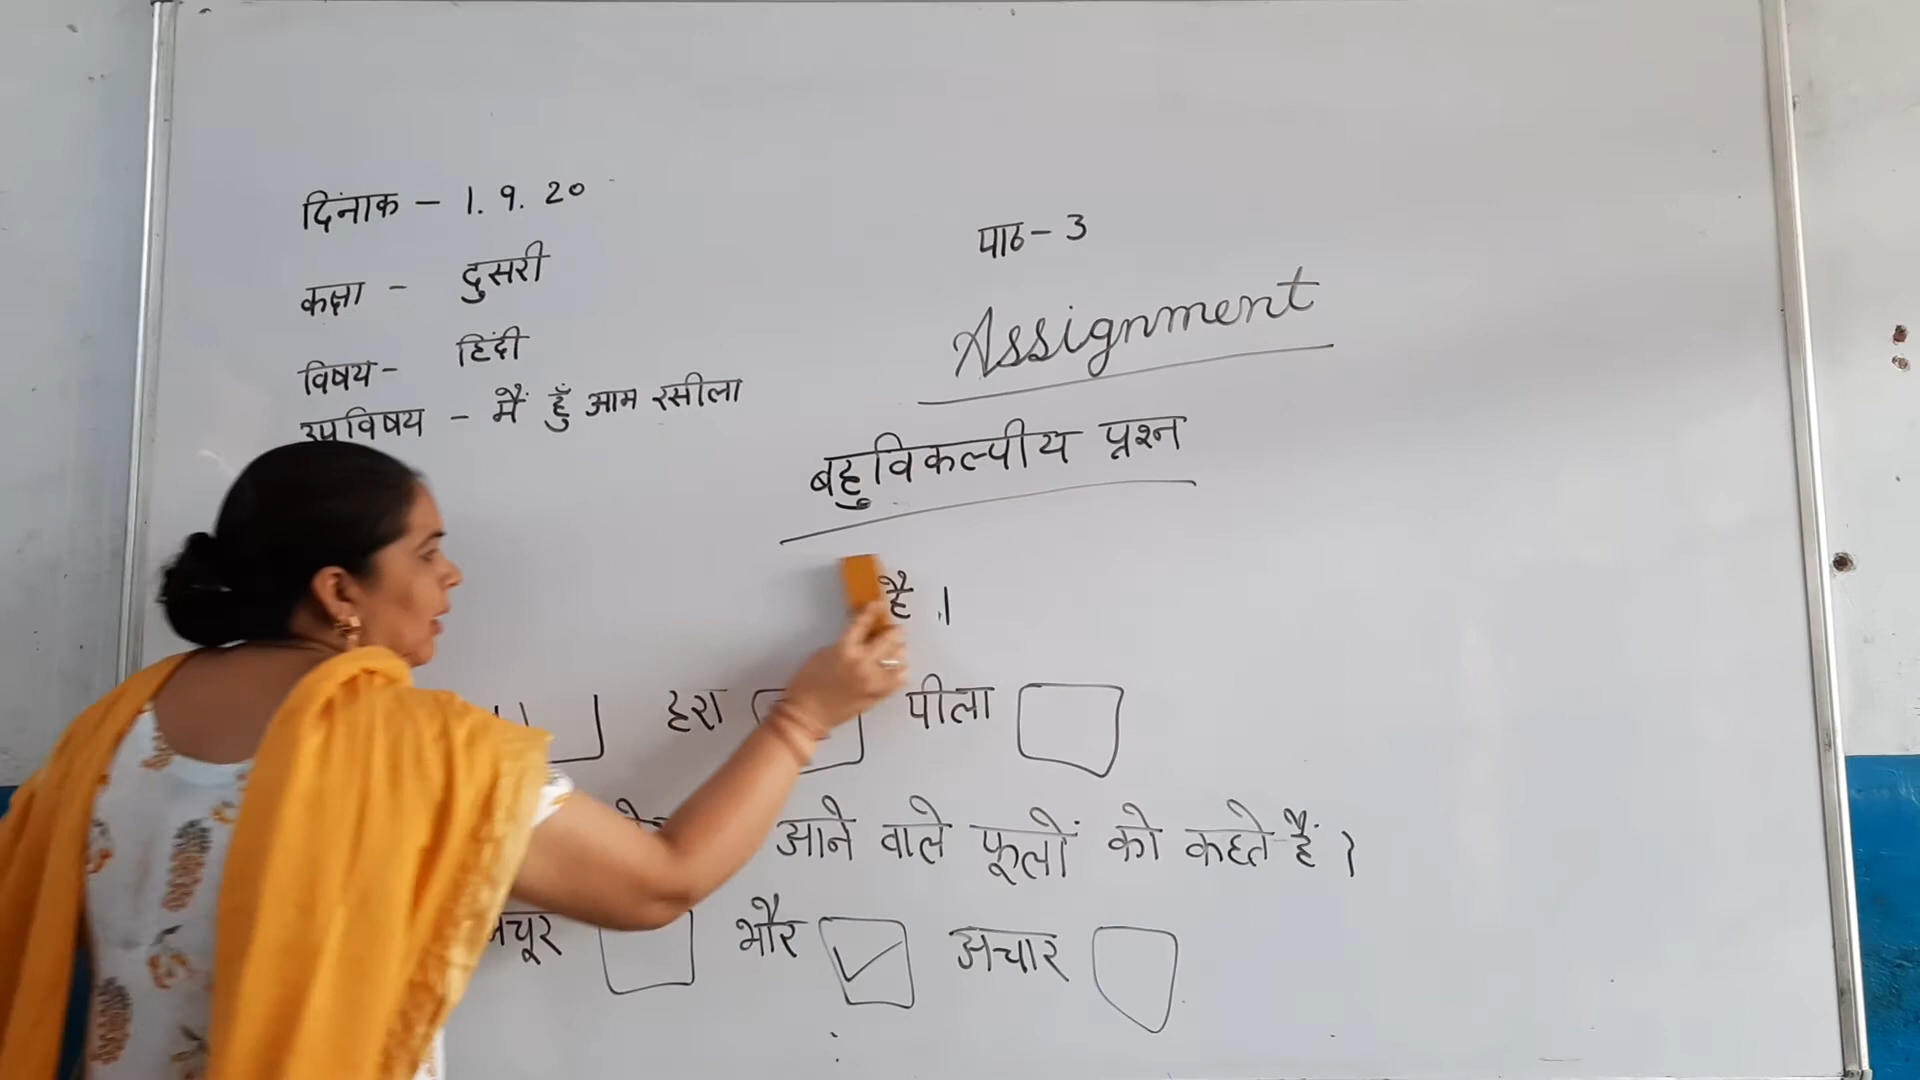 दिंनाक - 1. 9. 20
कक्षा - दुसरी
विषय- हिंदी
उपविषय - मैं हूँ आम रसीला
पाठ- 3
Assignment
बहुविकल्पीय प्रश्न
है ।
हरा पीला
आने वाले फूलों को कहते हैं ।
भौर अचार